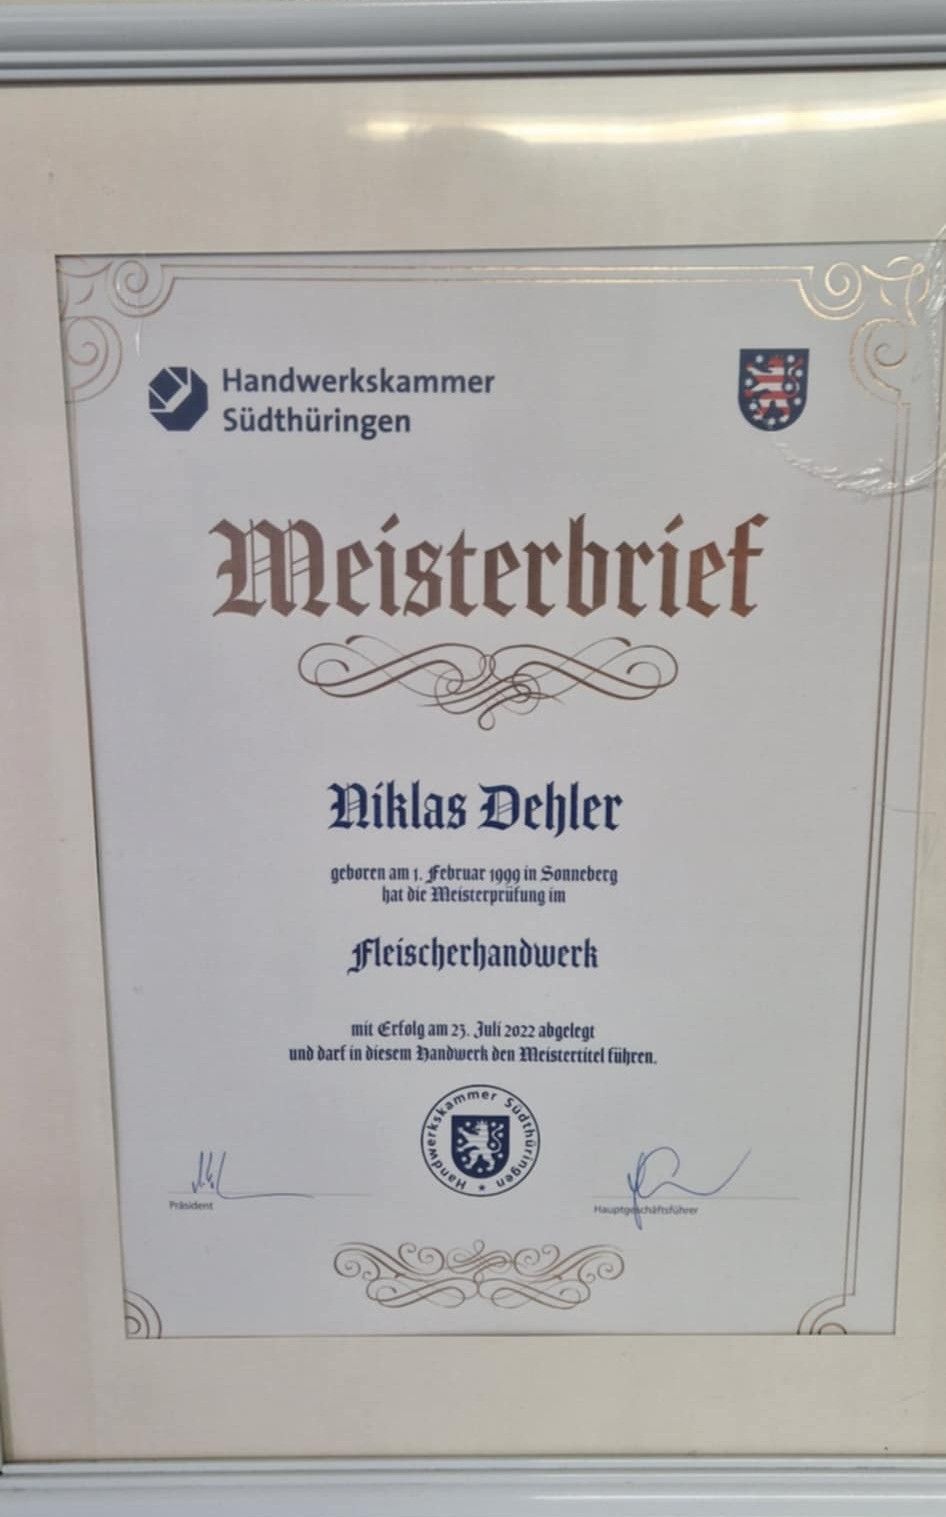 Handwerkskammer
Südthüringen
Meisterbrief
Niklas Dehler
geboren am 1. Februar 1999 in Sonneberg
hat die Meisterprüfung im
Fleischerhandwerk
mit Erfolg am 23. Juli 2022 abgelegt
und darf in diesem Handwerk den Meistertitel führen.
Handwerkskammer Südthüringen
Präsident
Hauptgeschäftsführer